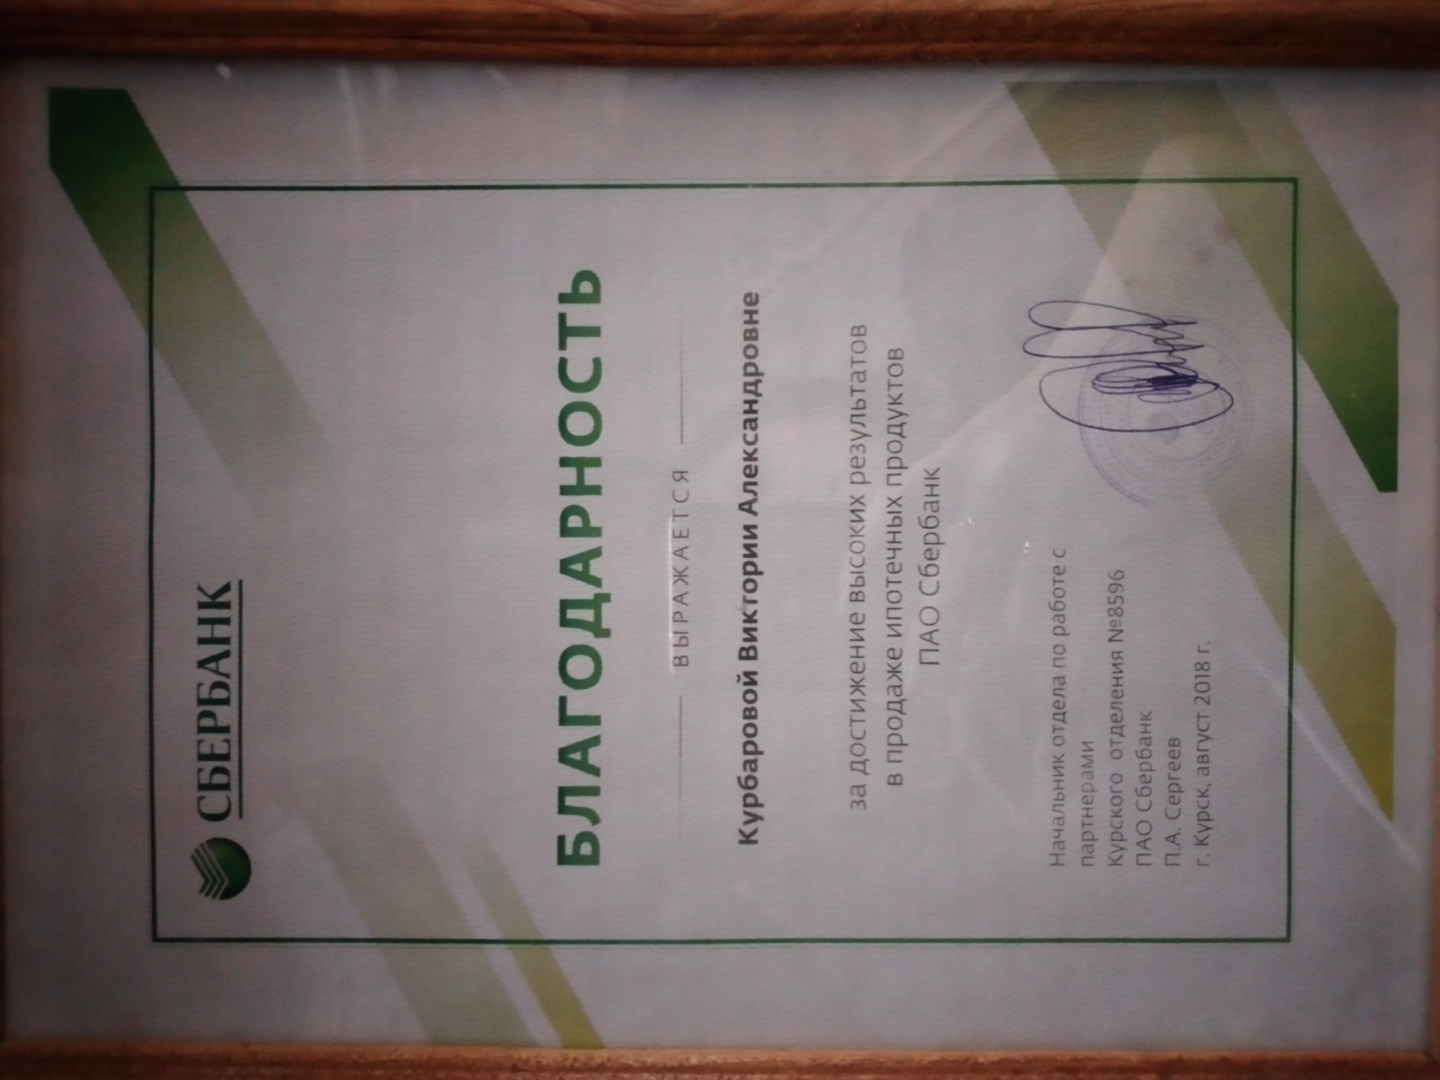 СБЕРБАНК
БЛАГОДАРНОСТЬ
ВЫРАЖАЕТСЯ
Курбаровой Виктории Александровне
за достижение высоких результатов
в продаже ипотечных продуктов
ПАО Сбербанк
Начальник отдела по работе с
партнерами
Курского отделения №8596
ПАО Сбербанк
П.А. Сергеев
г. Курск, август 2018 г.